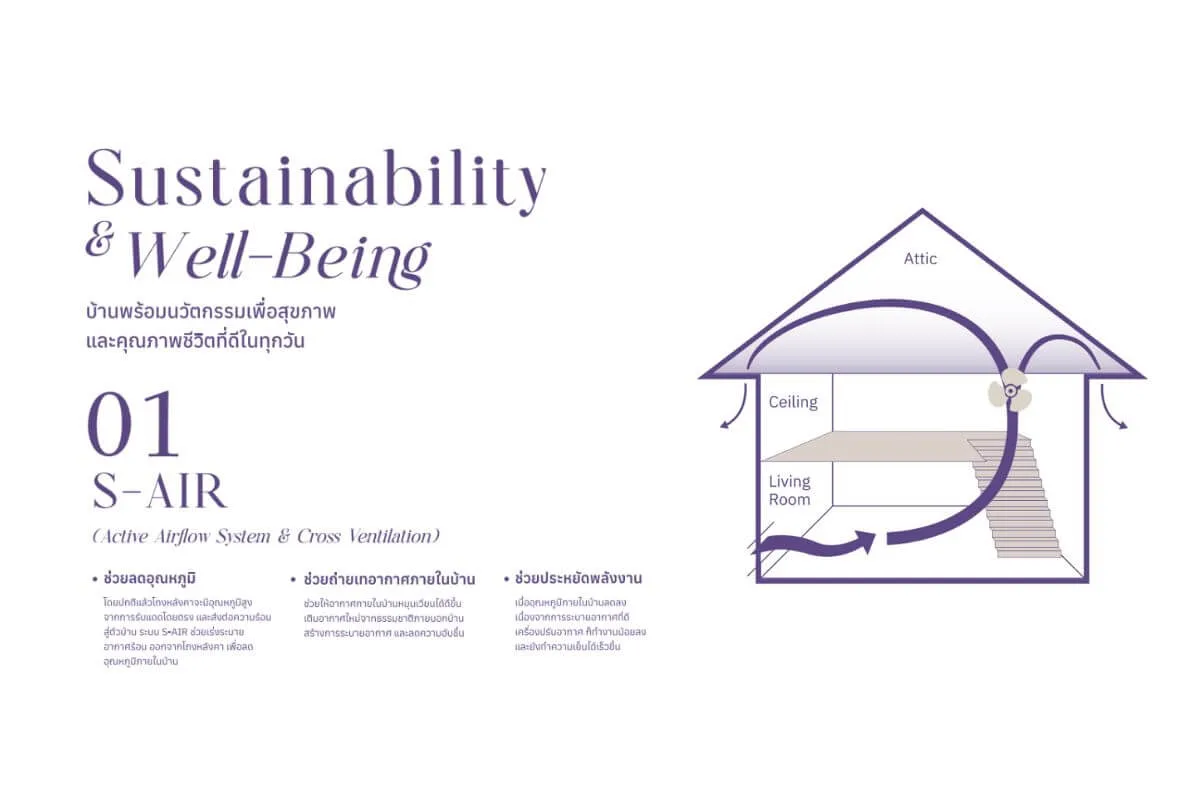 Sustainability
& Well-Being
บ้านพร้อมนวัตกรรมเพื่อสุขภาพ
และคุณภาพชีวิตที่ดีในทุกวัน
01
S-AIR
(Active Airflow System & Cross Ventilation)
• ช่วยลดอุณหภูมิ
โดยปกติแล้วโถงหลังคาจะมีอุณหภูมิสูง
จากการรับแดดโดยตรง และส่งต่อความร้อน
สู่ตัวบ้าน ระบบ S-AIR ช่วยเร่งระบาย
อากาศร้อน ออกจากโถงหลังคา เพื่อลด
อุณหภูมิภายในบ้าน
• ช่วยถ่ายเทอากาศภายในบ้าน
ช่วยให้อากาศภายในบ้านหมุนเวียนได้ดีขึ้น
เติมอากาศใหม่จากธรรมชาติภายนอกบ้าน
สร้างการระบายอากาศ และลดความอับชื้น
• ช่วยประหยัดพลังงาน
เมื่ออุณหภูมิภายในบ้านลดลง
เนื่องจากการระบายอากาศที่ดี
เครื่องปรับอากาศ ก็ทำงานน้อยลง
และยังทำความเย็นได้เร็วขึ้น
Attic
Ceiling
Living
Room